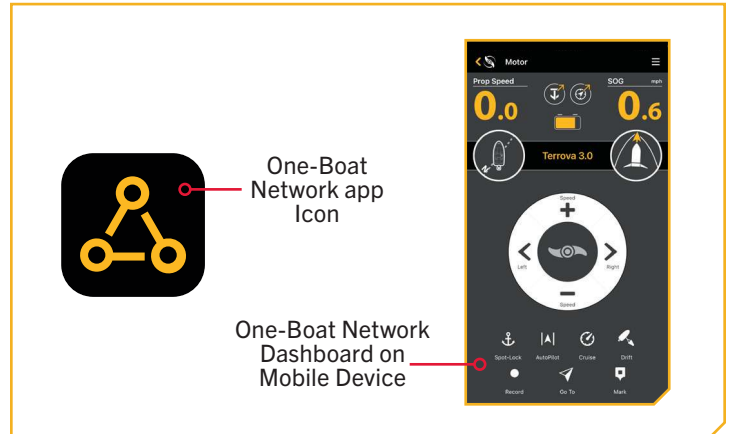 One-Boat
Network app
Icon
One-Boat Network
Dashboard on
Mobile Device
Motor
Prop Speed
SOG mph
0.0
0.6
N
Terrova 3.0
Speed
Left
Right
Speed
Spot-Lock AutoPilot Cruise Drift
Record Go To Mark